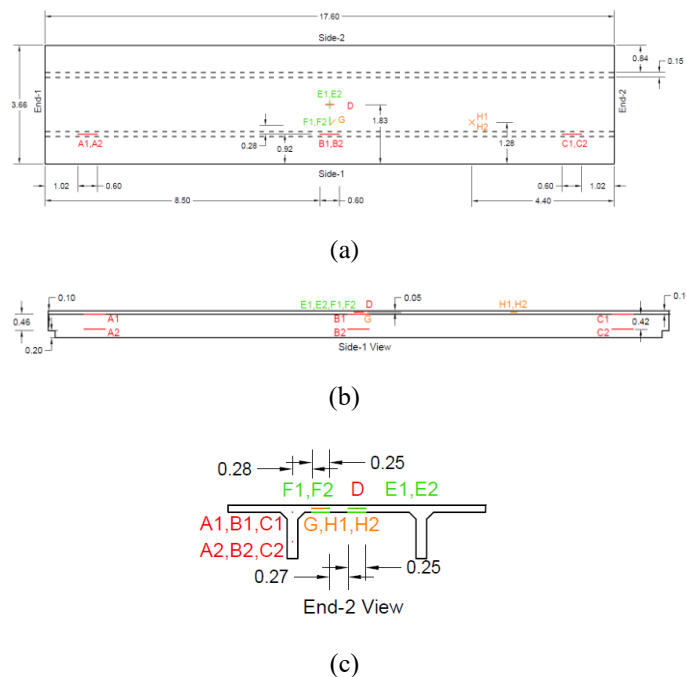 17.60
Side-2
3.66
End-1
0.84
0.15
End-2
E1,E2
D
F1,F2
G
1.83
H1
H2
A1,A2
0.28
0.92
B1,B2
1.28
C1,C2
Side-1
1.02
0.60
8.50
0.60
0.60
1.02
4.40
(a)
0.10
E1,E2,F1,F2
D
0.05
H1,H2
0.46
A1
B1
G
C1
A2
B2
C2
0.42
0.20
Side-1 View
(b)
0.28
0.25
F1,F2
D
E1,E2
A1,B1,C1
G,H1,H2
A2,B2,C2
0.27
0.25
End-2 View
(c)